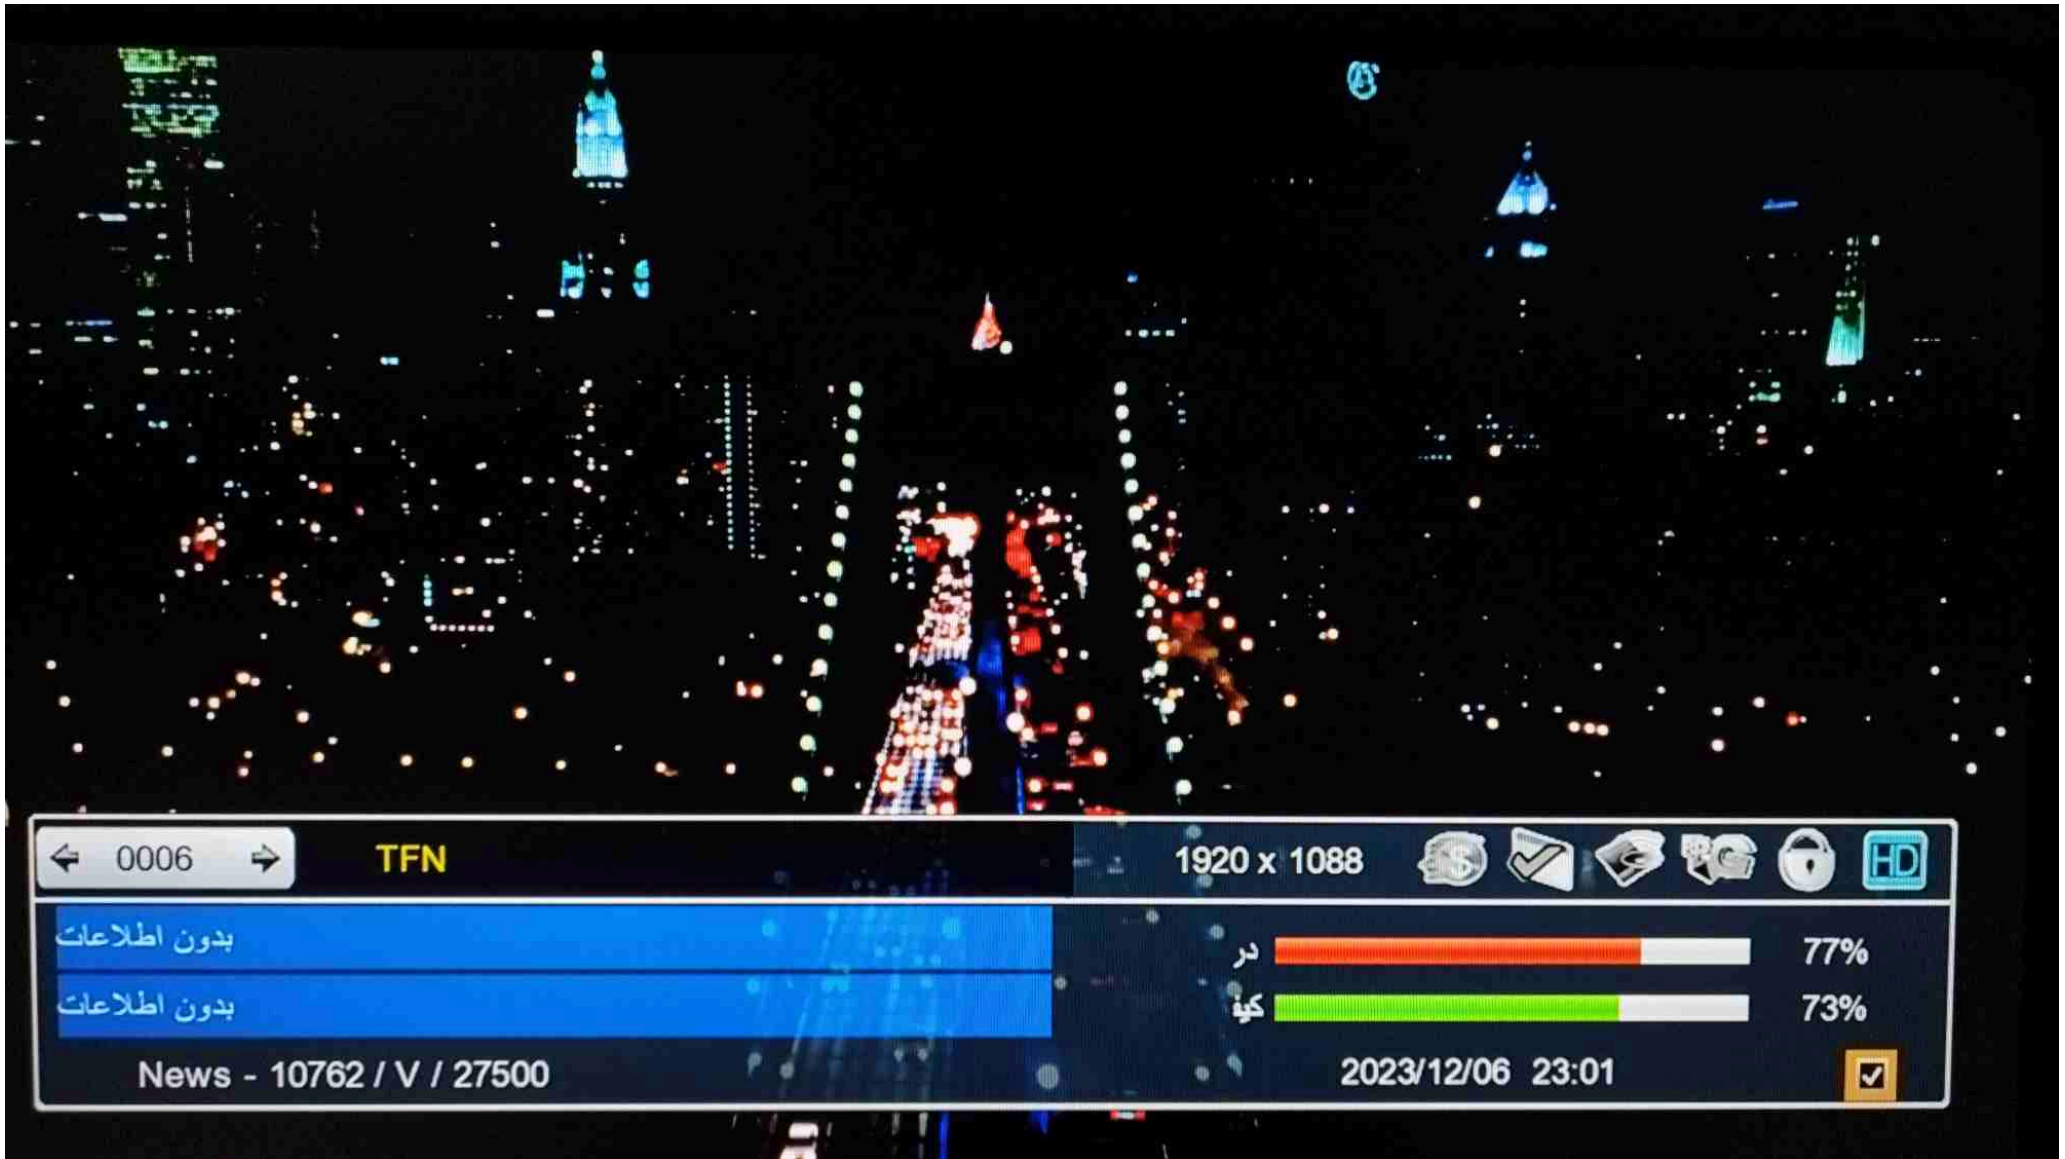 0006 TFN 1920 x 1088 HD
بدون اطلاعات
در 77%
بدون اطلاعات
کیف 73%
News - 10762 / V / 27500 2023/12/06 23:01